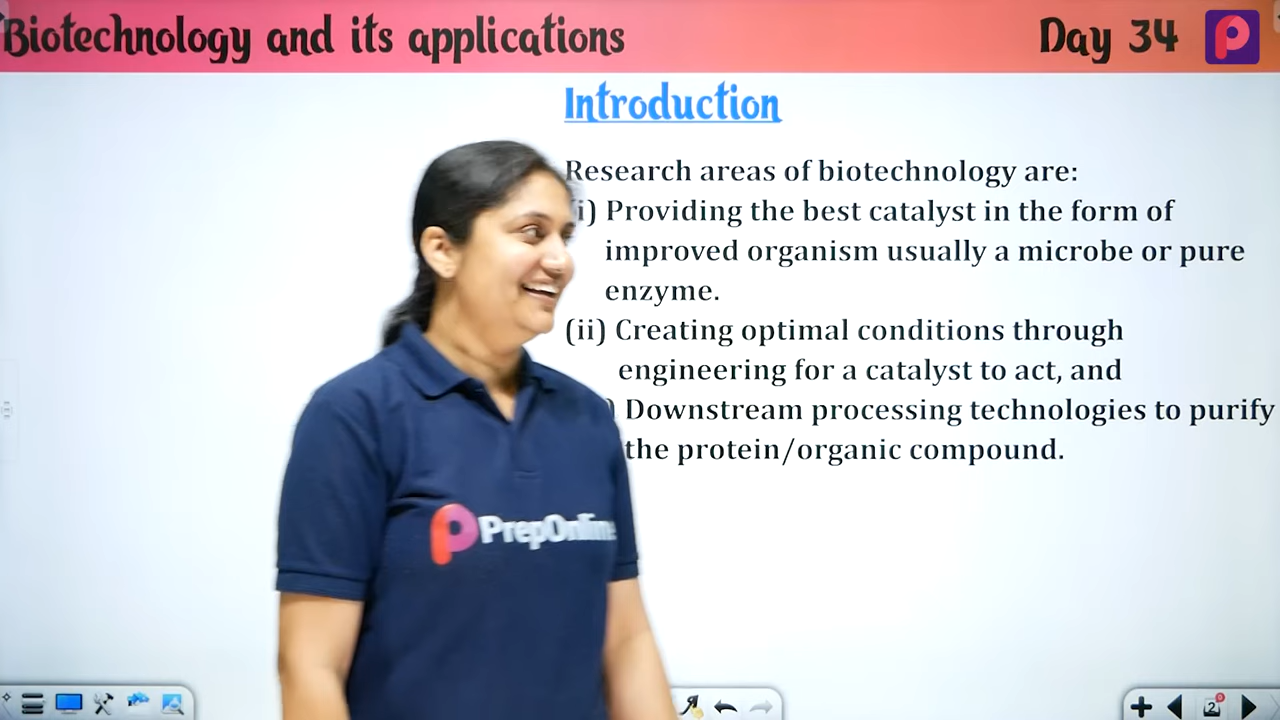 Biotechnology and its applications
Day 34
Introduction
Research areas of biotechnology are:
i) Providing the best catalyst in the form of
improved organism usually a microbe or pure
enzyme.
(ii) Creating optimal conditions through
engineering for a catalyst to act, and
) Downstream processing technologies to purify
the protein/organic compound.
PrepOnline
2